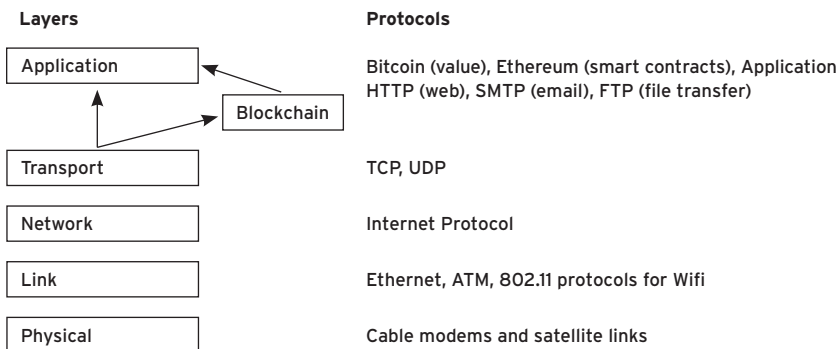 Layers Protocols
Application
Bitcoin (value), Ethereum (smart contracts), Application
HTTP (web), SMTP (email), FTP (file transfer)
Blockchain
Transport TCP, UDP
Network Internet Protocol
Link Ethernet, ATM, 802.11 protocols for Wifi
Physical Cable modems and satellite links